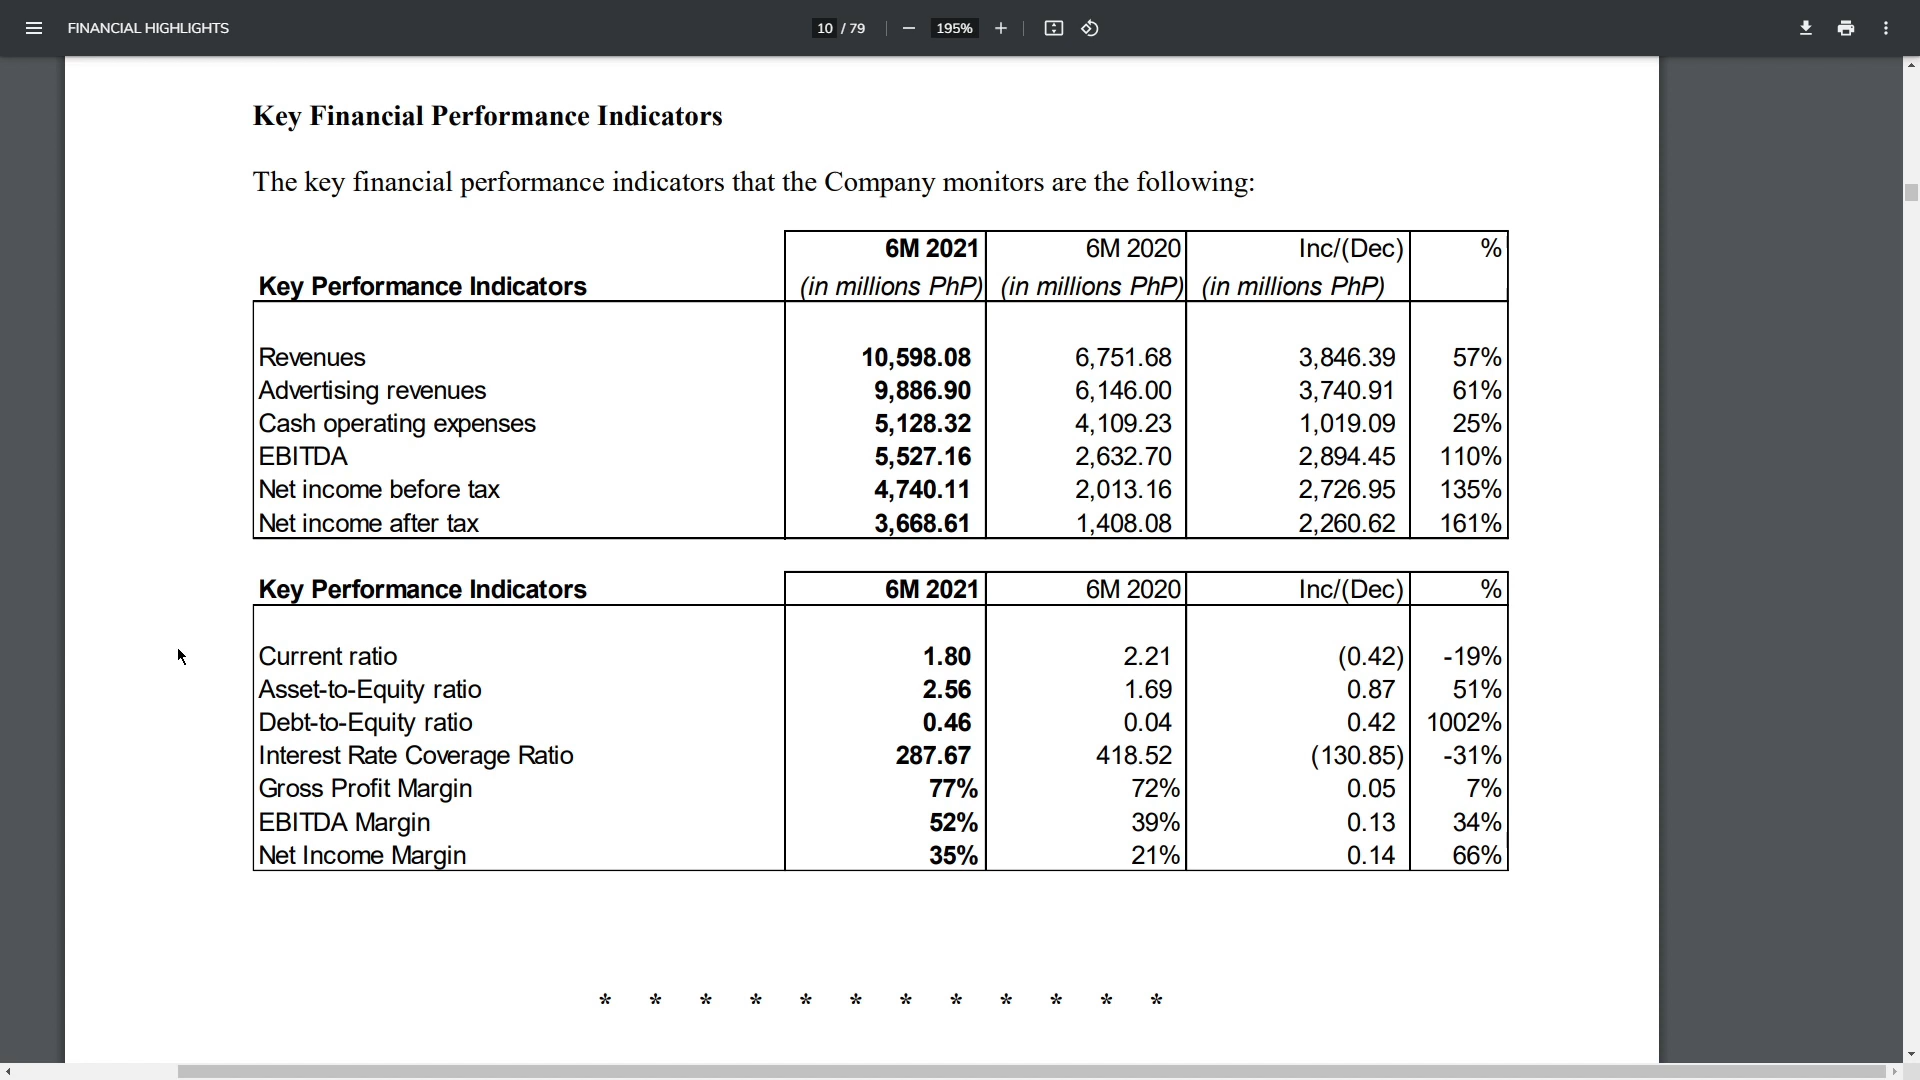 FINANCIAL HIGHLIGHTS 10 / 79 195%
Key Financial Performance Indicators
The key financial performance indicators that the Company monitors are the following:
6M 2021 6M 2020 Inc/(Dec) %
Key Performance Indicators (in millions PhP) (in millions PhP) (in millions PhP)
Revenues 10,598.08 6,751.68 3,846.39 57%
Advertising revenues 9,886.90 6,146.00 3,740.91 61%
Cash operating expenses 5,128.32 4,109.23 1,019.09 25%
EBITDA 5,527.16 2,632.70 2,894.45 110%
Net income before tax 4,740.11 2,013.16 2,726.95 135%
Net income after tax 3,668.61 1,408.08 2,260.62 161%
Key Performance Indicators 6M 2021 6M 2020 Inc/(Dec) %
Current ratio 1.80 2.21 (0.42) -19%
Asset-to-Equity ratio 2.56 1.69 0.87 51%
Debt-to-Equity ratio 0.46 0.04 0.42 1002%
Interest Rate Coverage Ratio 287.67 418.52 (130.85) -31%
Gross Profit Margin 77% 72% 0.05 7%
EBITDA Margin 52% 39% 0.13 34%
Net Income Margin 35% 21% 0.14 66%
* * * * * * * * * * * *